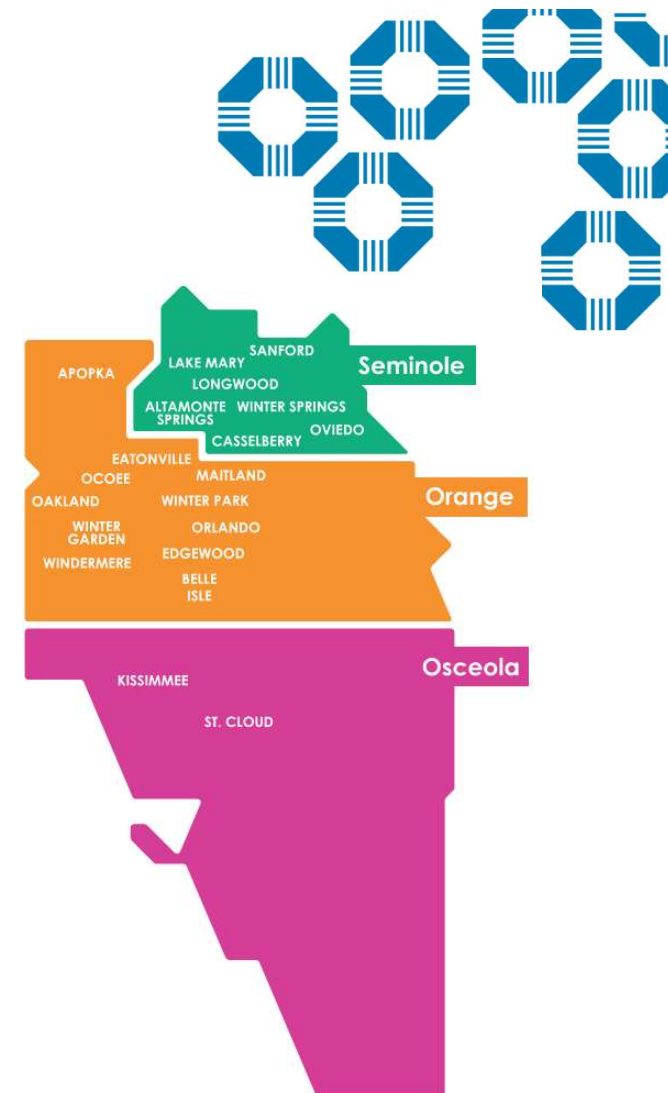 SANFORD
LAKE MARY
Seminole
APOPKA
LONGWOOD
ALTAMONTE
SPRINGS
WINTER SPRINGS
OVIEDO
CASSELBERRY
EATONVILLE
MAITLAND
OCOEE
Orange
OAKLAND
WINTER PARK
WINTER
GARDEN
ORLANDO
EDGEWOOD
WINDERMERE
BELLE
ISLE
Osceola
KISSIMMEE
ST. CLOUD